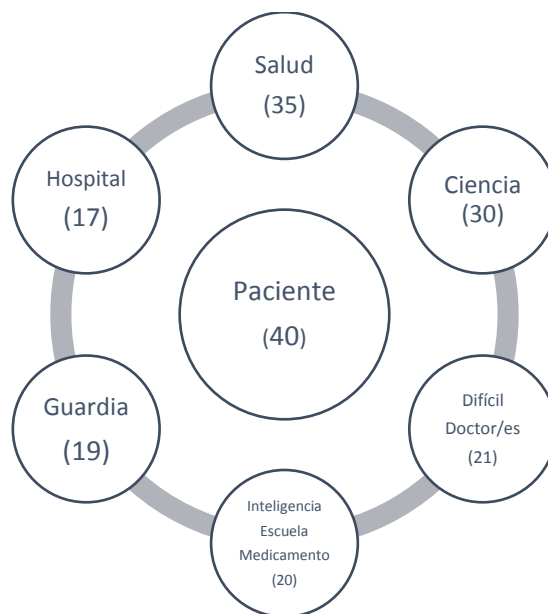 Salud
(35)
Ciencia
(30)
Difícil
Doctor/es
(21)
Inteligencia
Escuela
Medicamento
(20)
Guardia
(19)
Hospital
(17)
Paciente
(40)